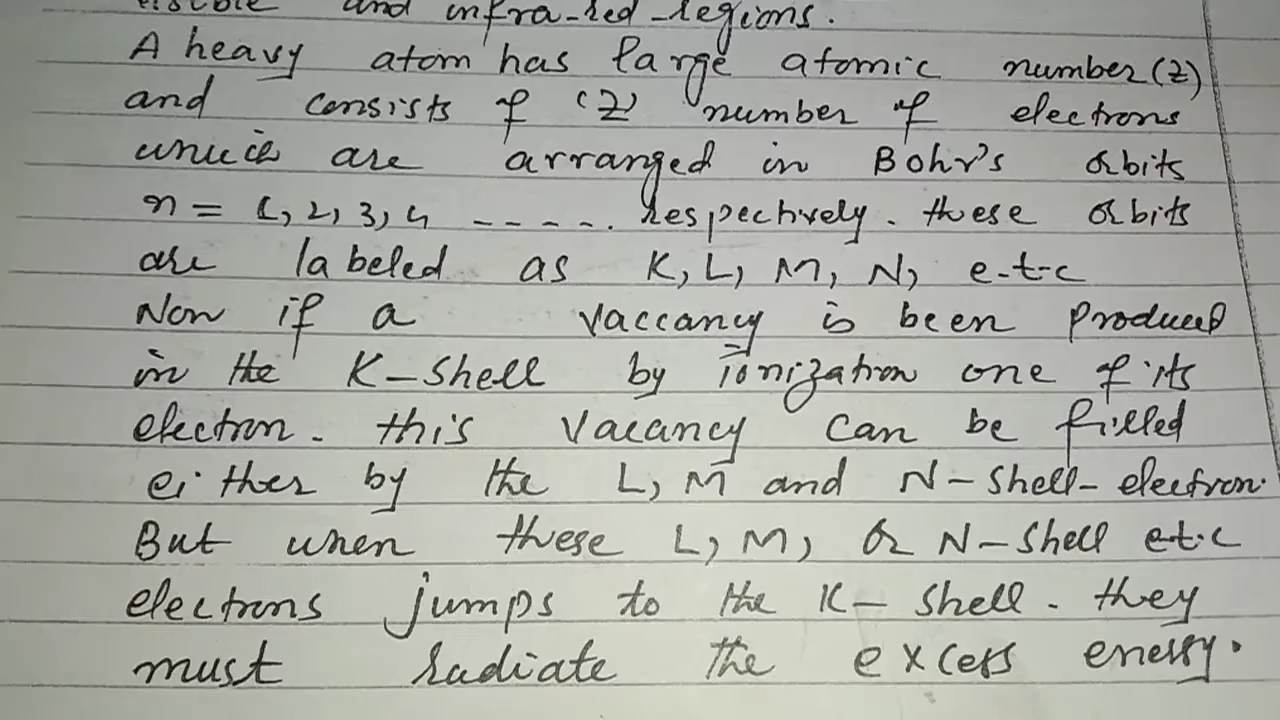 visible and infra-red-regions.
A heavy atom has large atomic number (Z)
and consists of (Z) number of electrons
which are arranged in Bohr's orbits
n = 1, 2, 3, 4 ----- respectively. these orbits
are labeled as K, L, M, N, e-t-c
Now if a vaccancy is been produced
in the K-shell by ionization one of its
electron. this vacancy can be filled
either by the L, M and N-shell-electron.
But when these L, M, or N-shell e.t.c
electrons jumps to the K-shell. they
must radiate the excess energy.